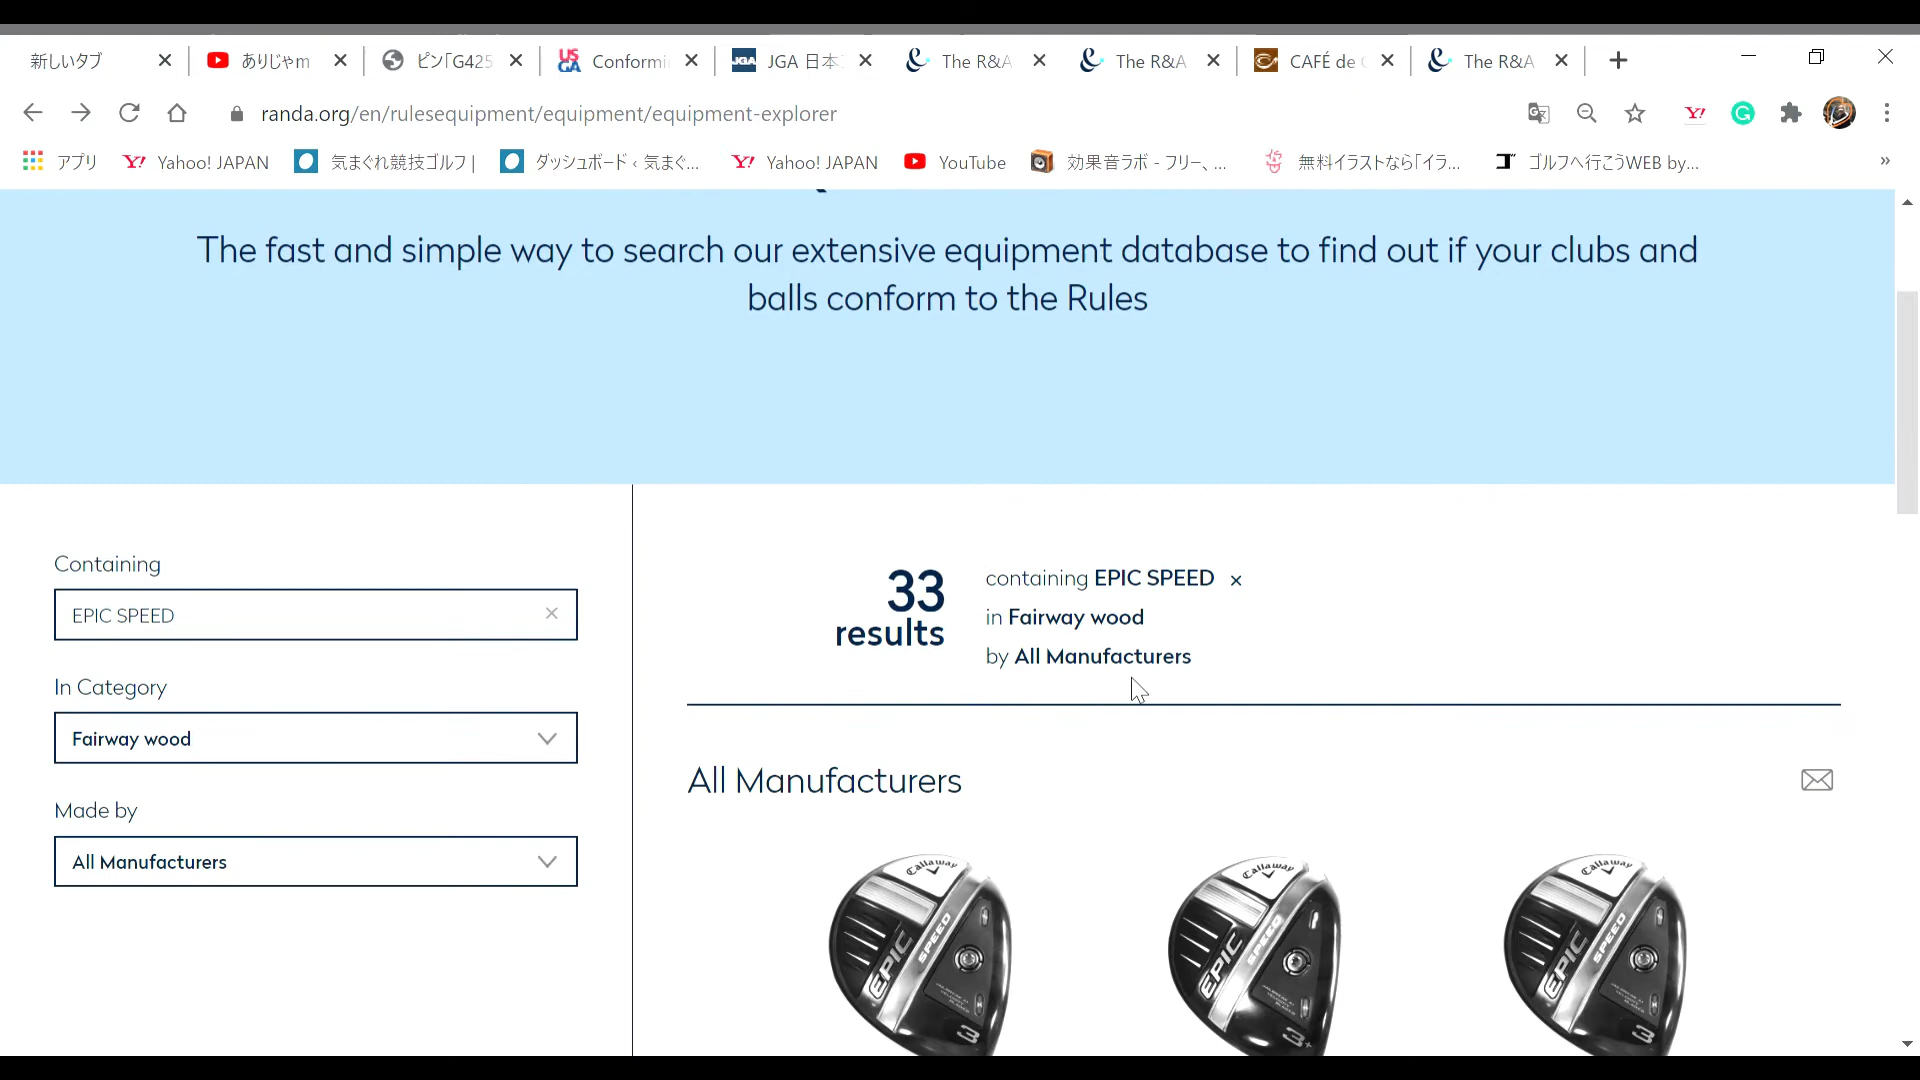 新しいタブ
ありじゃm
ピン「G425
US GA
Conformi
JGA
JGA 日本
The R&A
The R&A
CAFÉ de
The R&A
randa.org/en/rulesequipment/equipment/equipment-explorer
Y!
アプリ
Y! Yahoo! JAPAN
気まぐれ競技ゴルフ |
ダッシュボード ‹ 気まぐ...
Y! Yahoo! JAPAN
YouTube
効果音ラボ - フリー、...
無料イラストなら「イラ...
ゴルフへ行こうWEB by...
»
The fast and simple way to search our extensive equipment database to find out if your clubs and
balls conform to the Rules
Containing
EPIC SPEED
In Category
Fairway wood
Made by
All Manufacturers
33
results
containing EPIC SPEED ×
in Fairway wood
by All Manufacturers
All Manufacturers
Callaway
EPIC
SPEED
3
Callaway
EPIC
SPEED
3+
Callaway
EPIC
SPEED
3